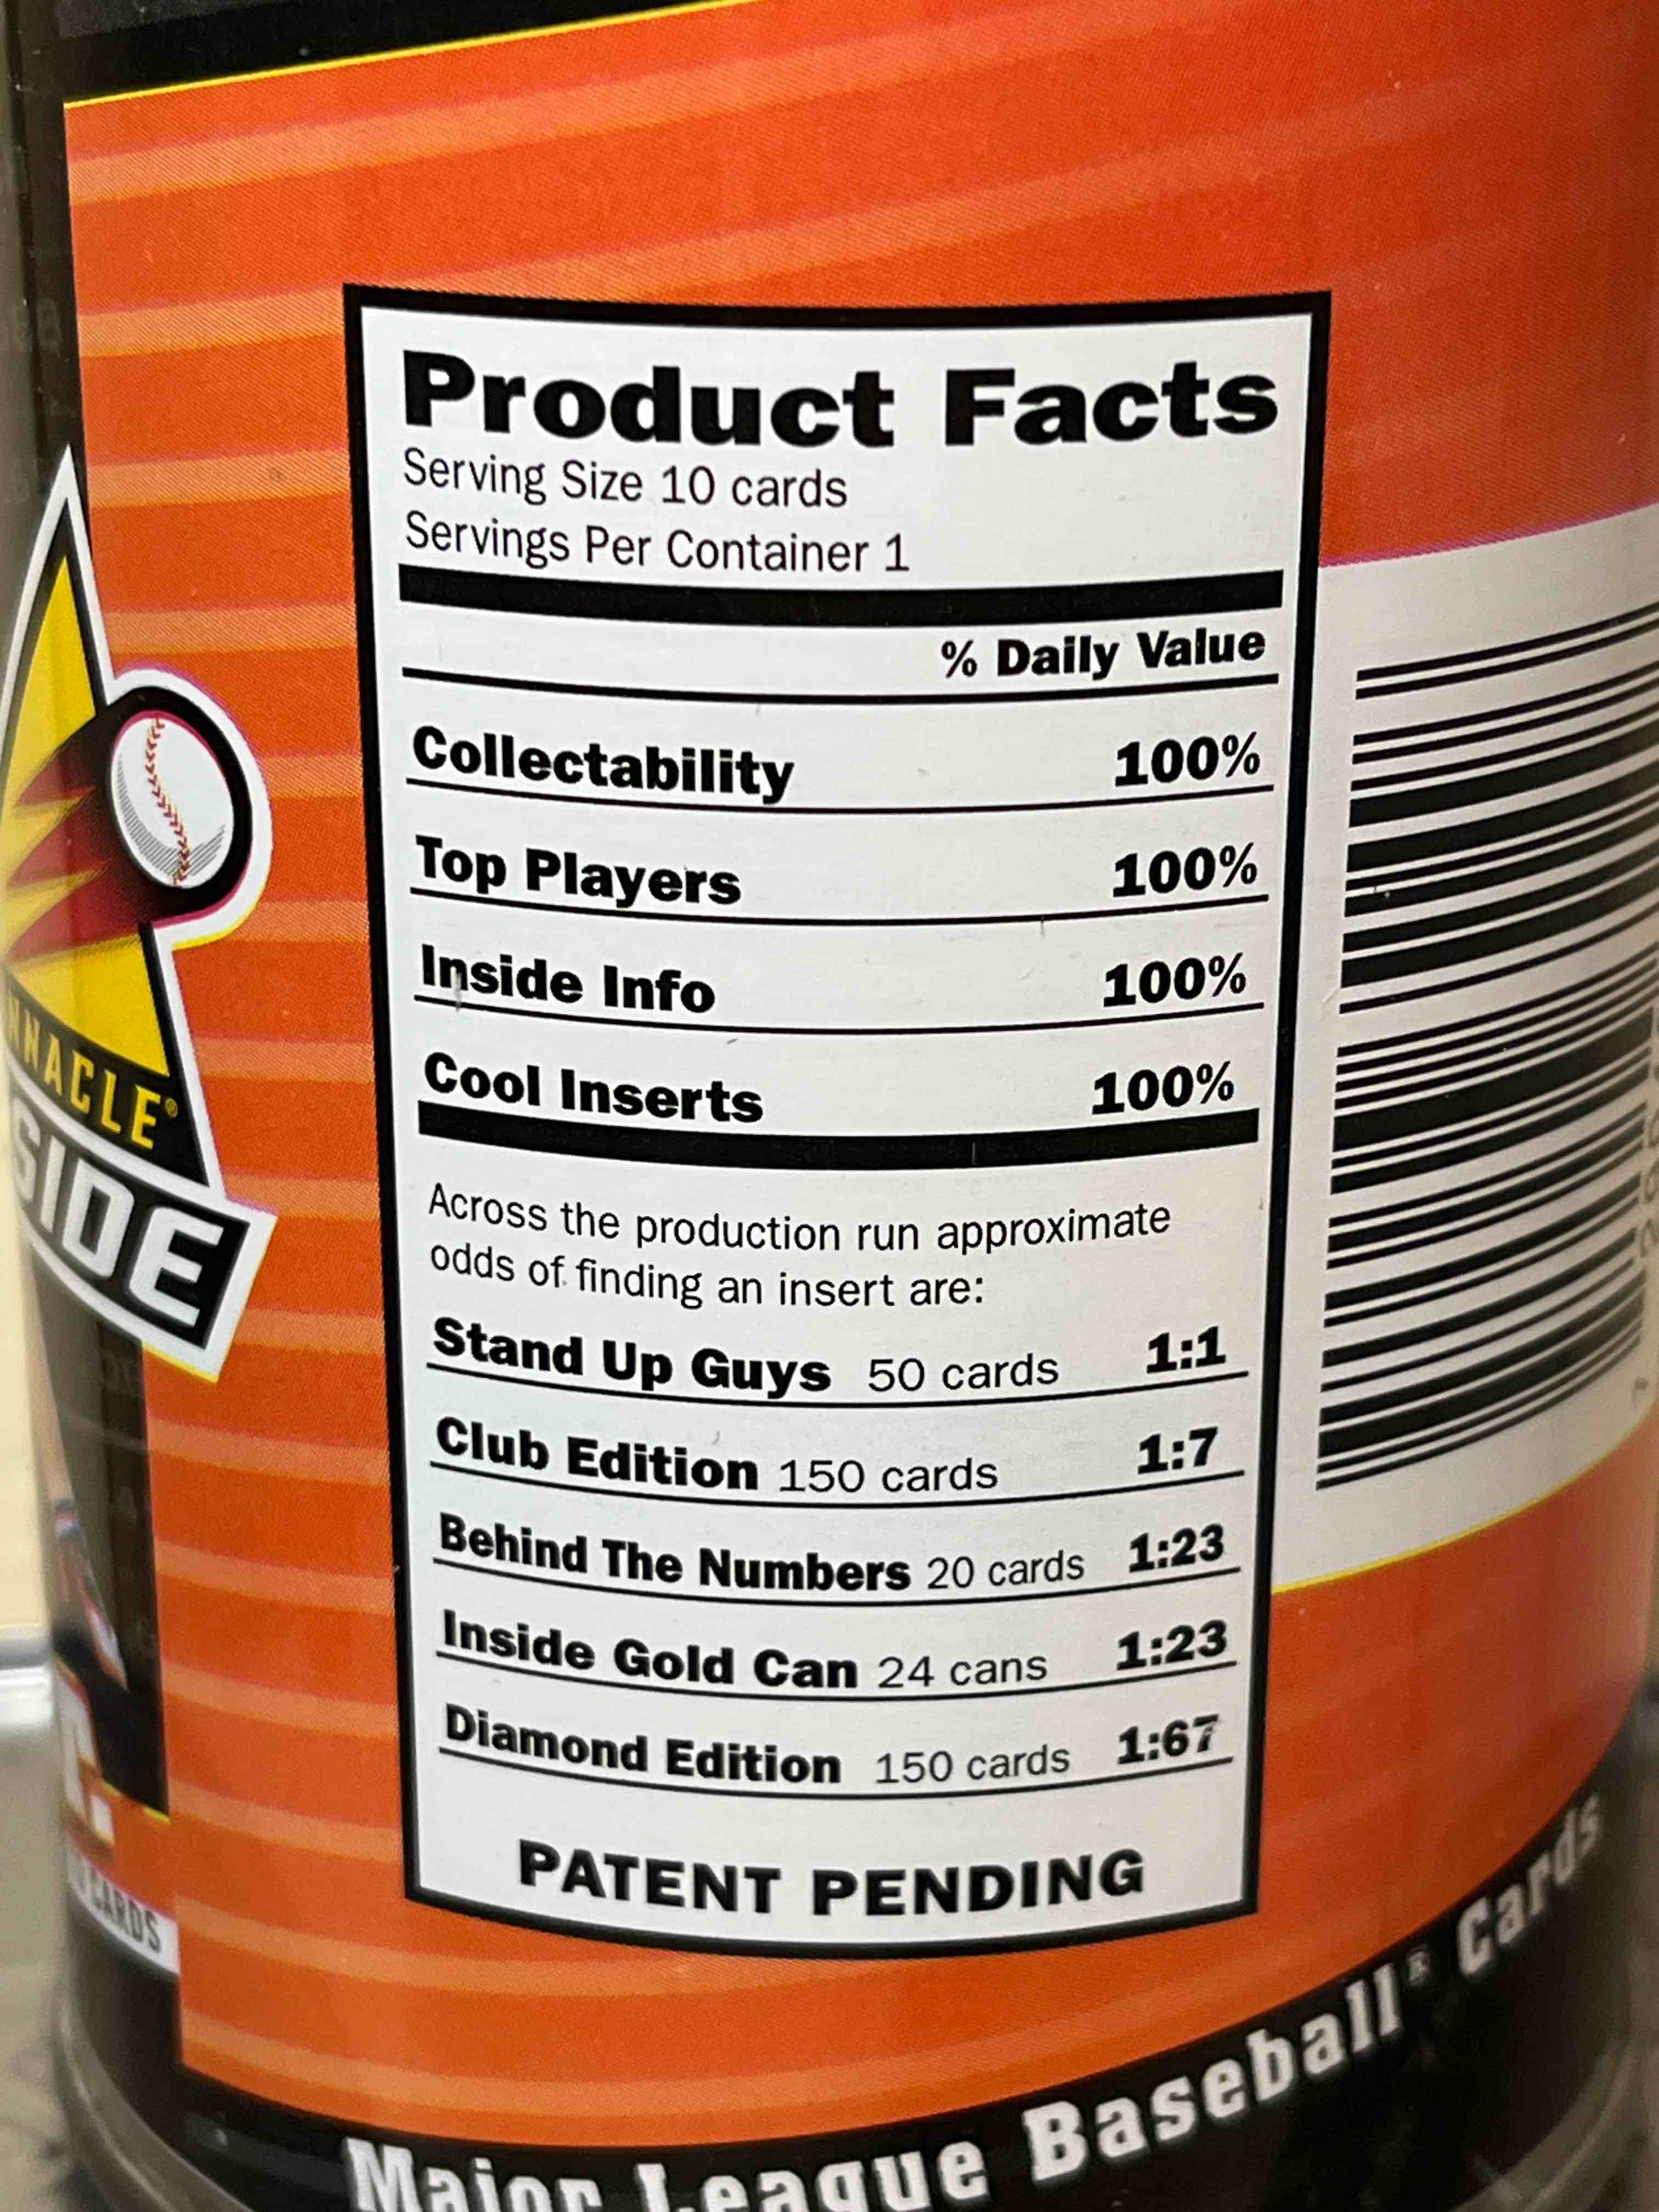 Product Facts
Serving Size 10 cards
Servings Per Container 1
% Daily Value
Collectability 100%
Top Players 100%
Inside Info 100%
Cool Inserts 100%
Across the production run approximate
odds of finding an insert are:
Stand Up Guys 50 cards 1:1
Club Edition 150 cards 1:7
Behind The Numbers 20 cards 1:23
Inside Gold Can 24 cans 1:23
Diamond Edition 150 cards 1:67
PATENT PENDING
NNACLE®
SIDE
CARDS
Major League Baseball® Cards